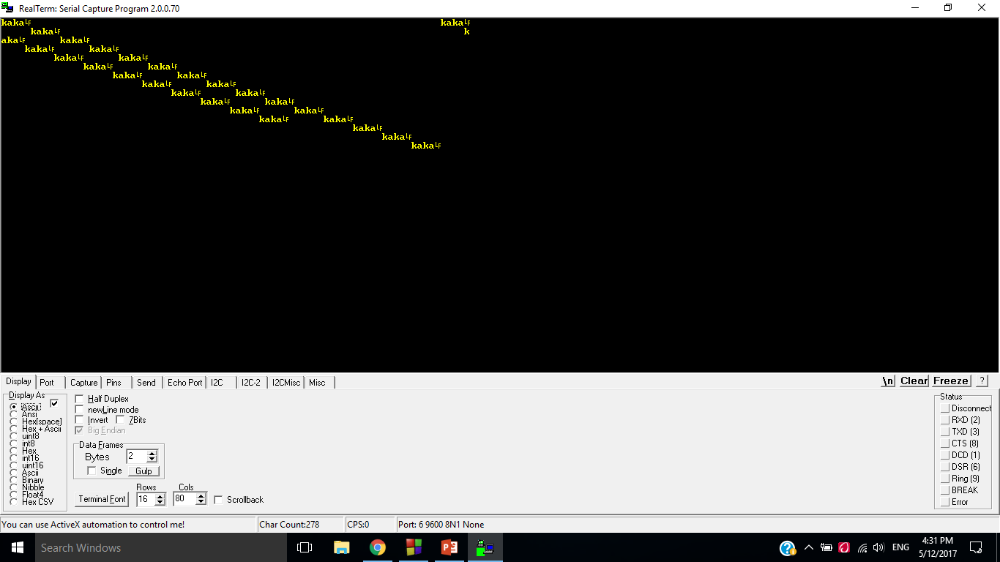 RealTerm: Serial Capture Program 2.0.0.70
kakaLF kakaLF
kakaLF k
akaLF kakaLF
kakaLF kakaLF
kakaLF kakaLF
kakaLF kakaLF
kakaLF kakaLF
kakaLF kakaLF
kakaLF kakaLF
kakaLF kakaLF
kakaLF kakaLF
kakaLF kakaLF
kakaLF
kakaLF
kakaLF
Display Port Capture Pins Send Echo Port I2C I2C-2 I2CMisc Misc \n Clear Freeze ?
Display As
Ascii
Ansi
Hex[space]
Hex + Ascii
uint8
int8
Hex
int16
uint16
Ascii
Binary
Nibble
Float4
Hex CSV
Half Duplex
newLine mode
Invert 7Bits
Big Endian
Data Frames
Bytes 2
Single Gulp
Rows Cols
Terminal Font 16 80 Scrollback
Status
Disconnect
RXD (2)
TXD (3)
CTS (8)
DCD (1)
DSR (6)
Ring (9)
BREAK
Error
You can use ActiveX automation to control me! Char Count:278 CPS:0 Port: 6 9600 8N1 None
Search Windows
ENG
4:31 PM
5/12/2017